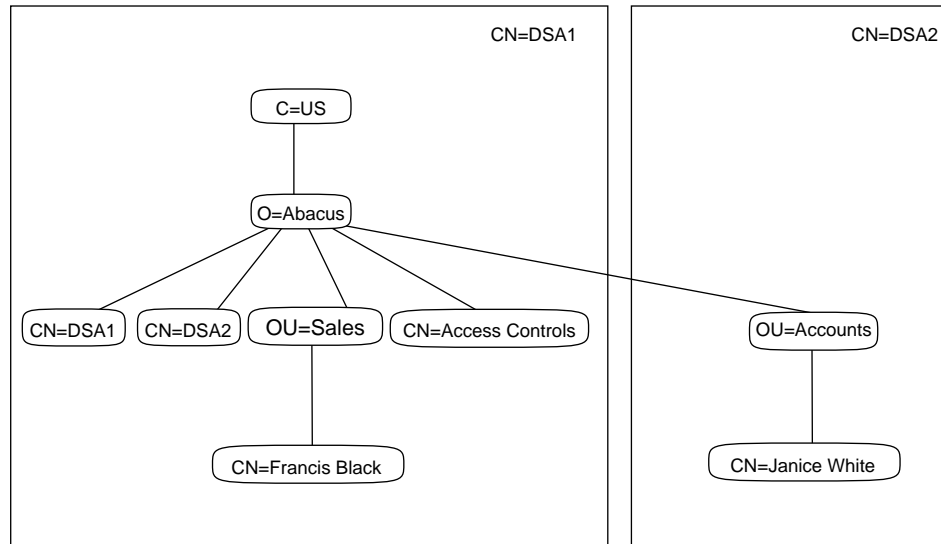 CN=DSA1
CN=DSA2
C=US
O=Abacus
CN=DSA1
CN=DSA2
OU=Sales
CN=Access Controls
OU=Accounts
CN=Francis Black
CN=Janice White